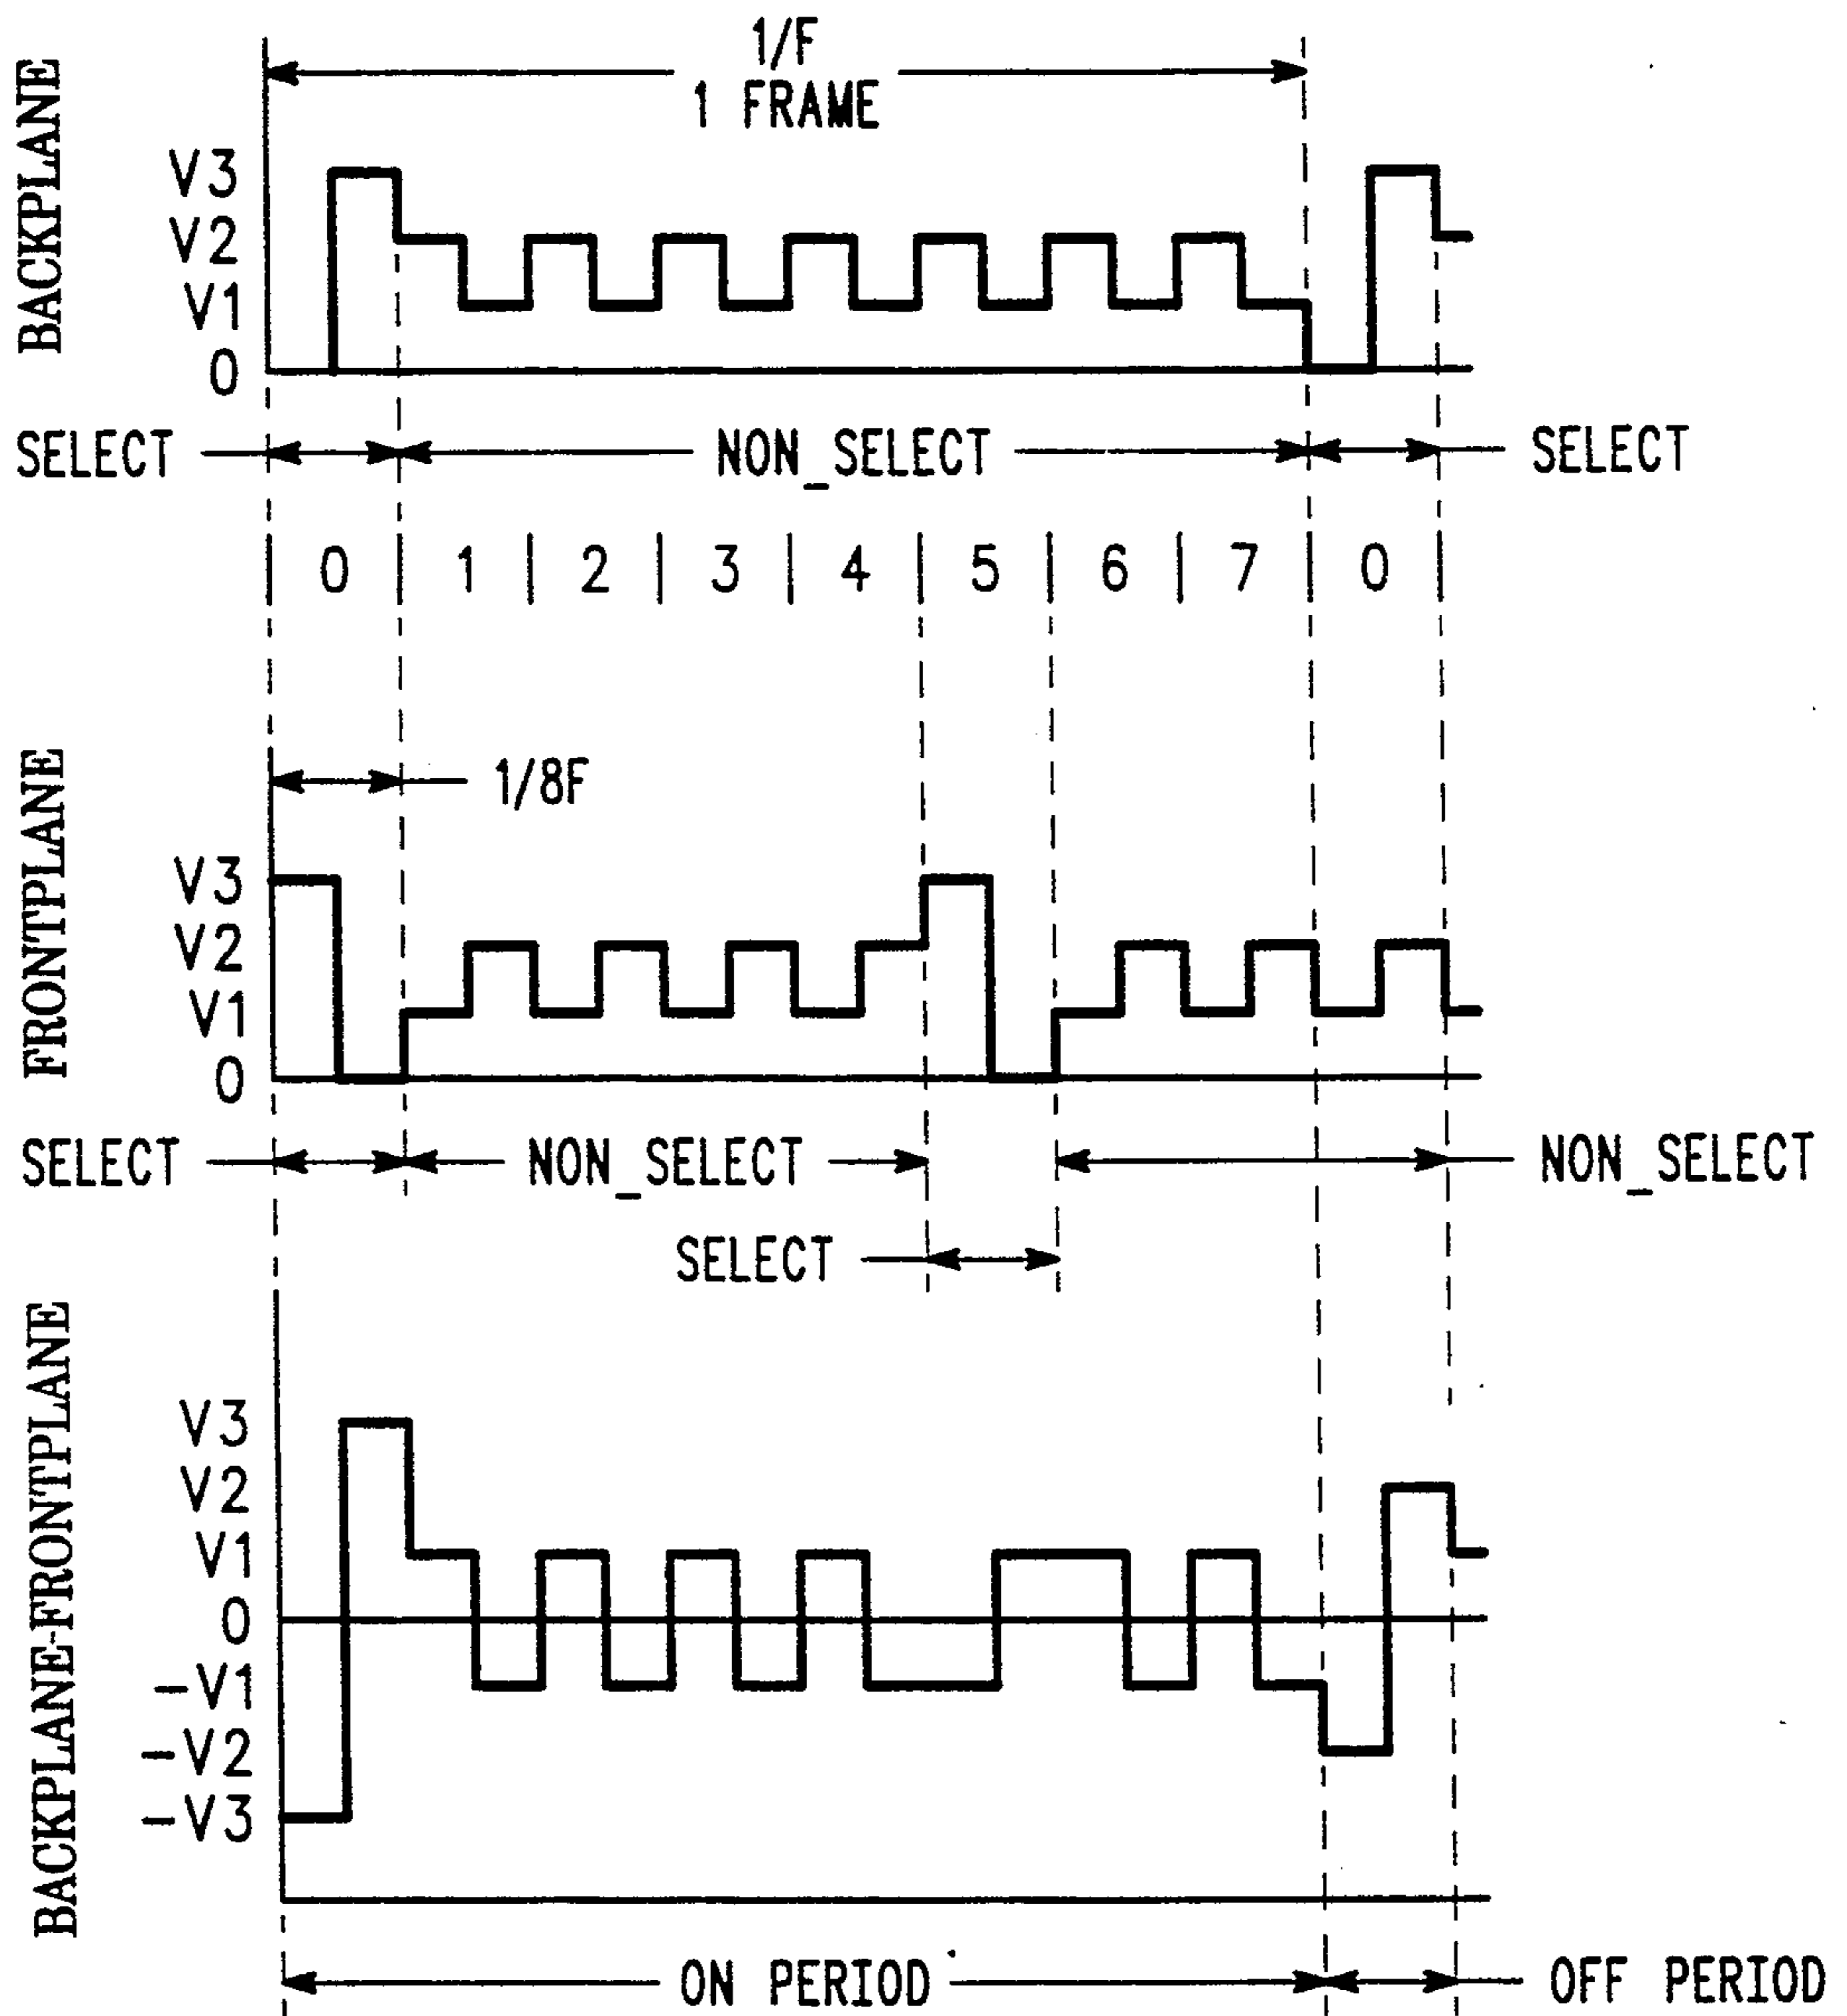 BACKPLANE
1/F
1 FRAME
V3
V2
V1
0
SELECT
NON_SELECT
SELECT
| 0 | 1 | 2 | 3 | 4 | 5 | 6 | 7 | 0 |
FRONTPLANE
1/8F
V3
V2
V1
0
SELECT
NON_SELECT
NON_SELECT
SELECT
BACKPLANE-FRONTPLANE
V3
V2
V1
0
-V1
-V2
-V3
ON PERIOD
OFF PERIOD